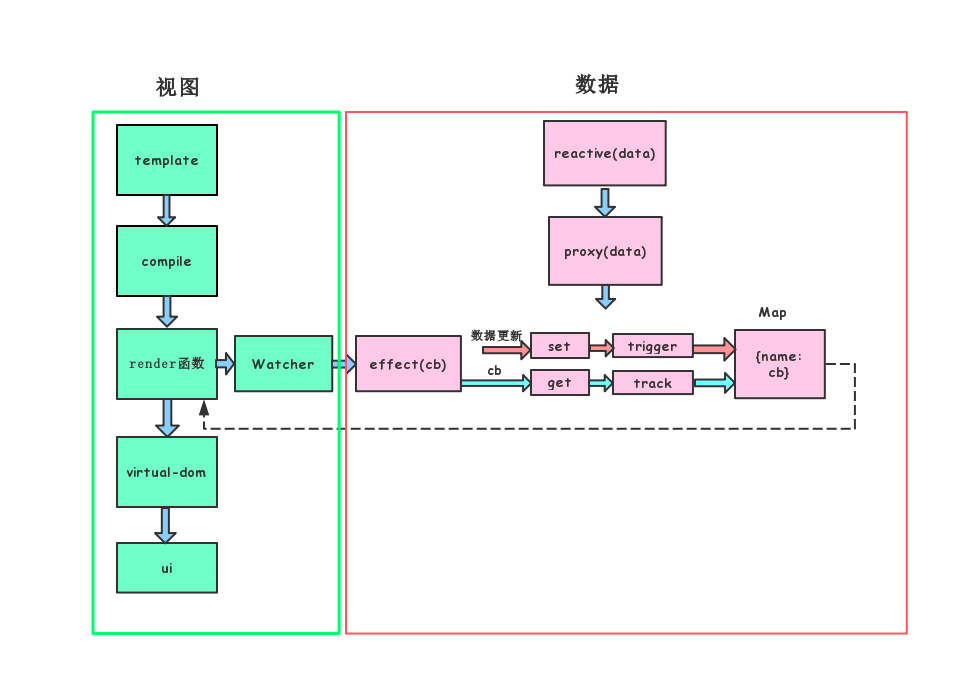 视图
数据
template
compile
render函数
Watcher
virtual-dom
ui
reactive(data)
proxy(data)
effect(cb)
数据更新
cb
set
trigger
get
track
Map
{name:
cb}